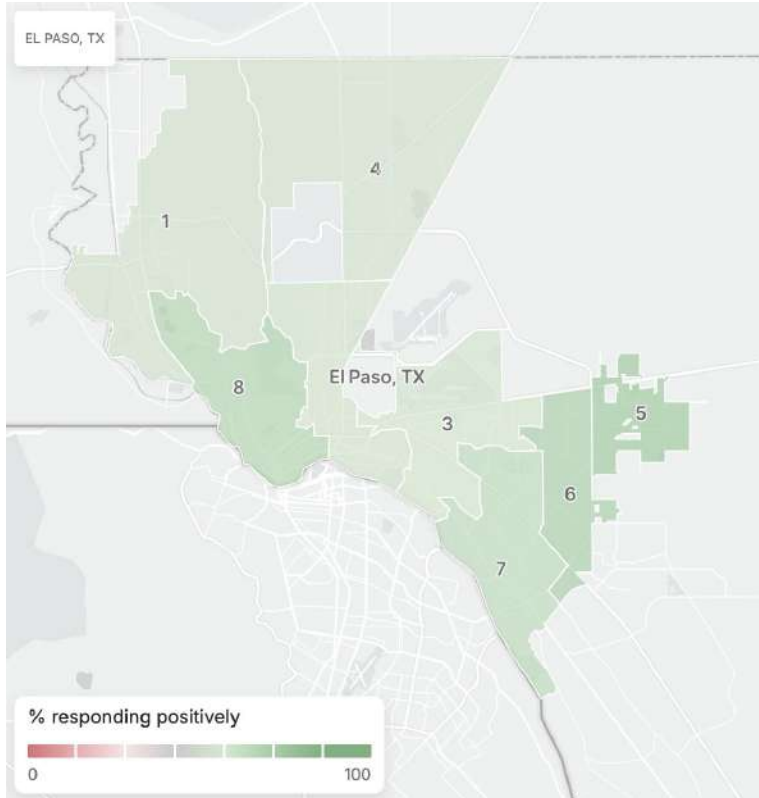 EL PASO, TX
4
1
El Paso, TX
8
3
5
6
7
% responding positively
0 100